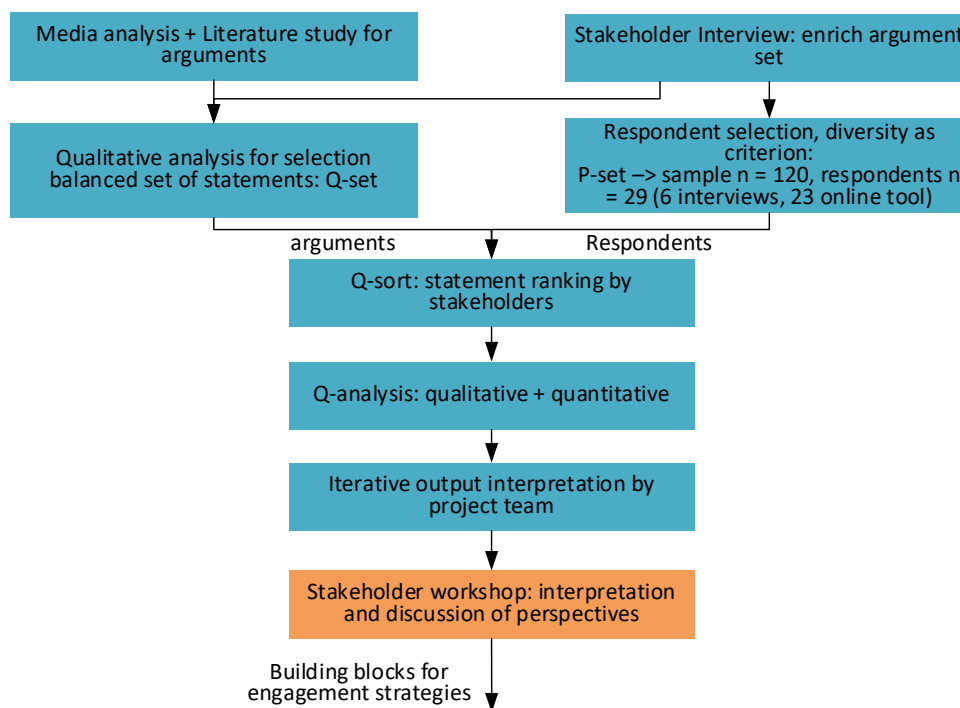 Media analysis + Literature study for
arguments
Stakeholder Interview: enrich argument
set
Qualitative analysis for selection
balanced set of statements: Q-set
Respondent selection, diversity as
criterion:
P-set –> sample n = 120, respondents n
= 29 (6 interviews, 23 online tool)
arguments
Respondents
Q-sort: statement ranking by
stakeholders
Q-analysis: qualitative + quantitative
Iterative output interpretation by
project team
Stakeholder workshop: interpretation
and discussion of perspectives
Building blocks for
engagement strategies